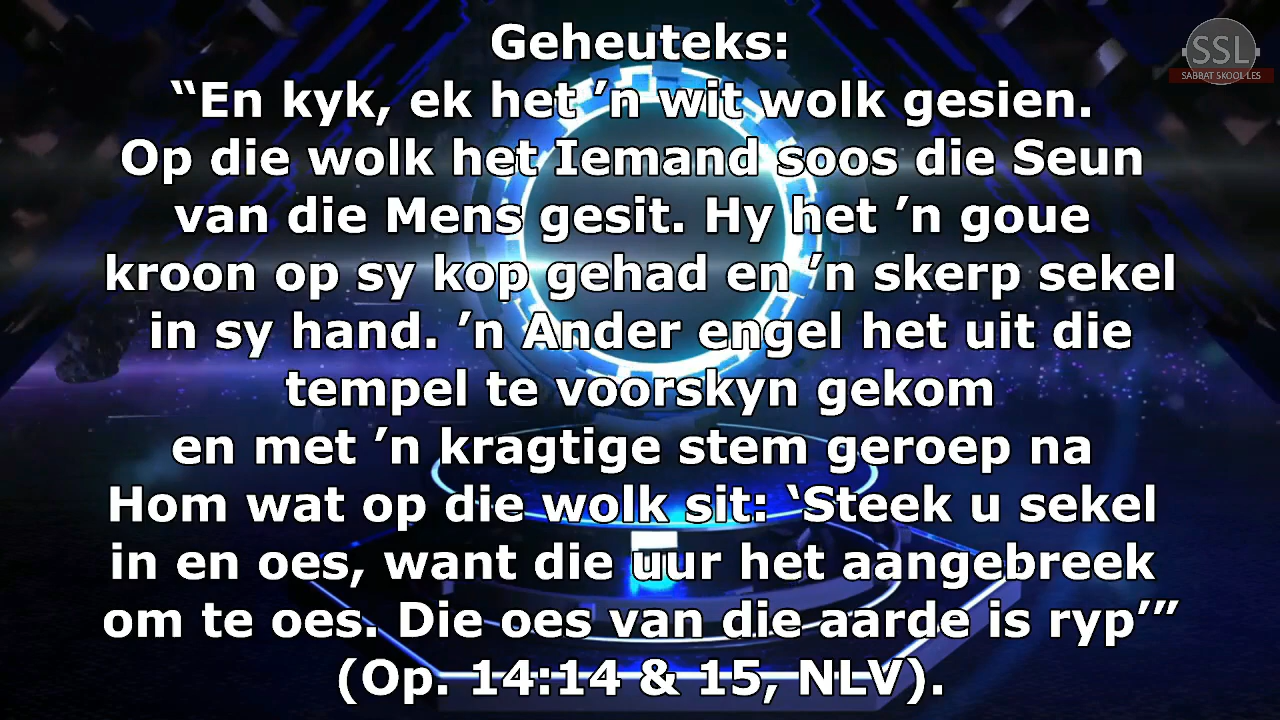 SSL
SABBAT SKOOL LES
Geheuteks:
“En kyk, ek het ’n wit wolk gesien.
Op die wolk het Iemand soos die Seun
van die Mens gesit. Hy het ’n goue
kroon op sy kop gehad en ’n skerp sekel
in sy hand. ’n Ander engel het uit die
tempel te voorskyn gekom
en met ’n kragtige stem geroep na
Hom wat op die wolk sit: ‘Steek u sekel
in en oes, want die uur het aangebreek
om te oes. Die oes van die aarde is ryp’”
(Op. 14:14 & 15, NLV).